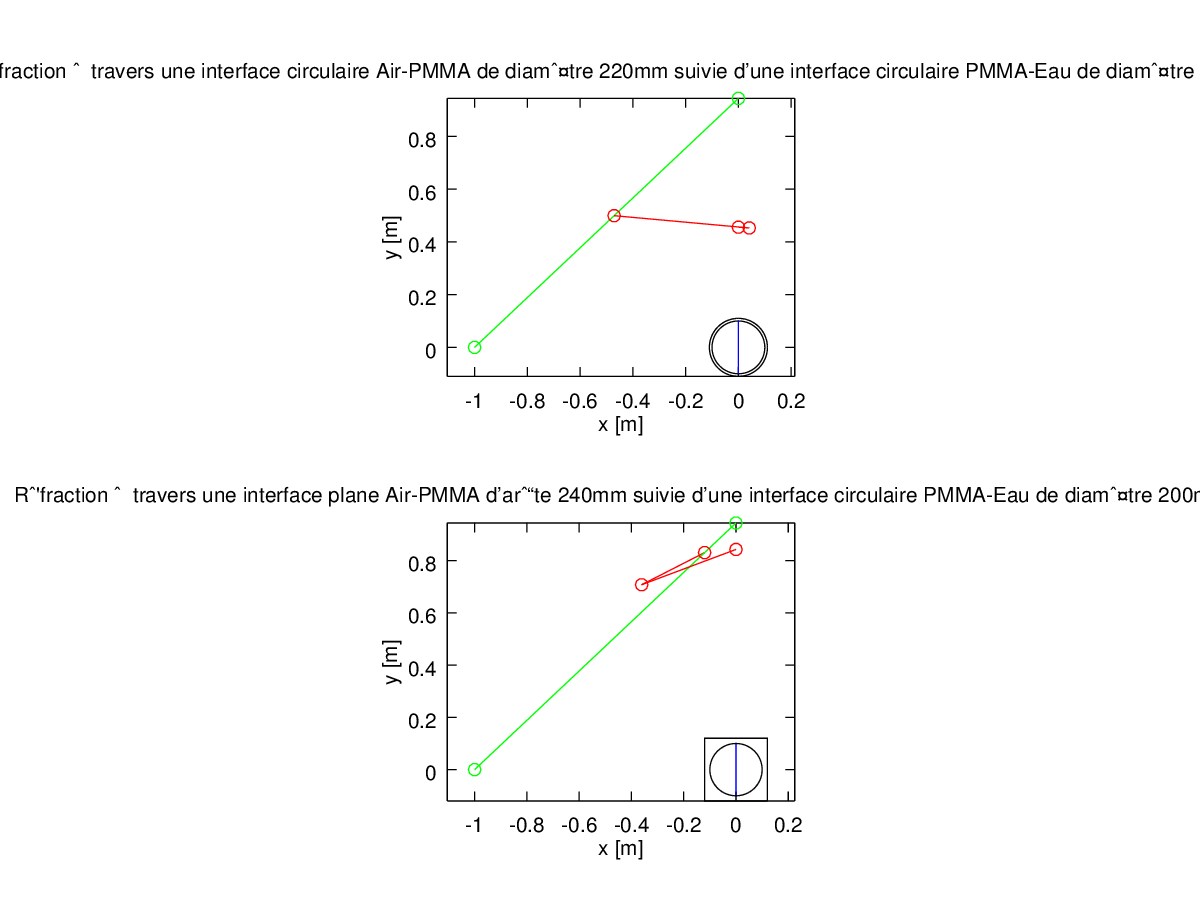 fraction ˆ  travers une interface circulaire Air-PMMA de diamˆ¤tre 220mm suivie d'une interface circulaire PMMA-Eau de diamˆ¤tre
0.8
0.6
0.4
0.2
0
y [m]
-1 -0.8 -0.6 -0.4 -0.2 0 0.2
x [m]
Rˆ'fraction ˆ  travers une interface plane Air-PMMA d'arˆ“te 240mm suivie d'une interface circulaire PMMA-Eau de diamˆ¤tre 200r
0.8
0.6
0.4
0.2
0
y [m]
-1 -0.8 -0.6 -0.4 -0.2 0 0.2
x [m]